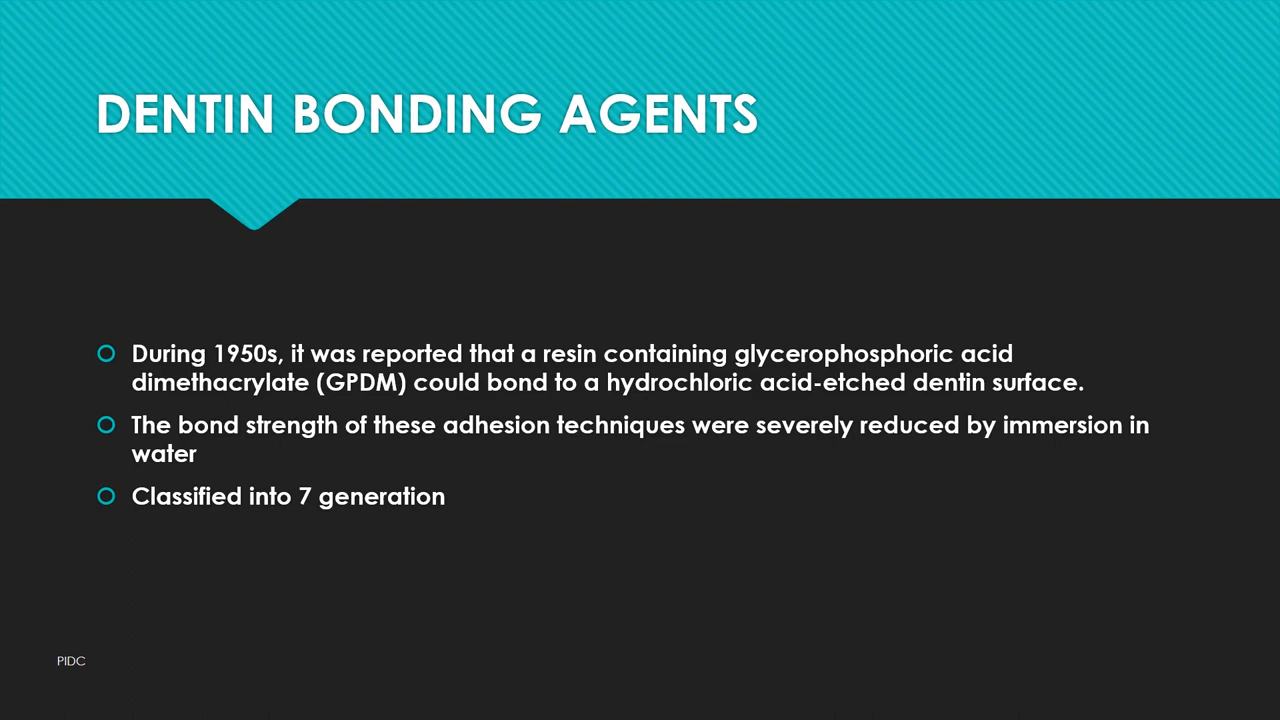 DENTIN BONDING AGENTS
During 1950s, it was reported that a resin containing glycerophosphoric acid
dimethacrylate (GPDM) could bond to a hydrochloric acid-etched dentin surface.
The bond strength of these adhesion techniques were severely reduced by immersion in
water
Classified into 7 generation
PIDC